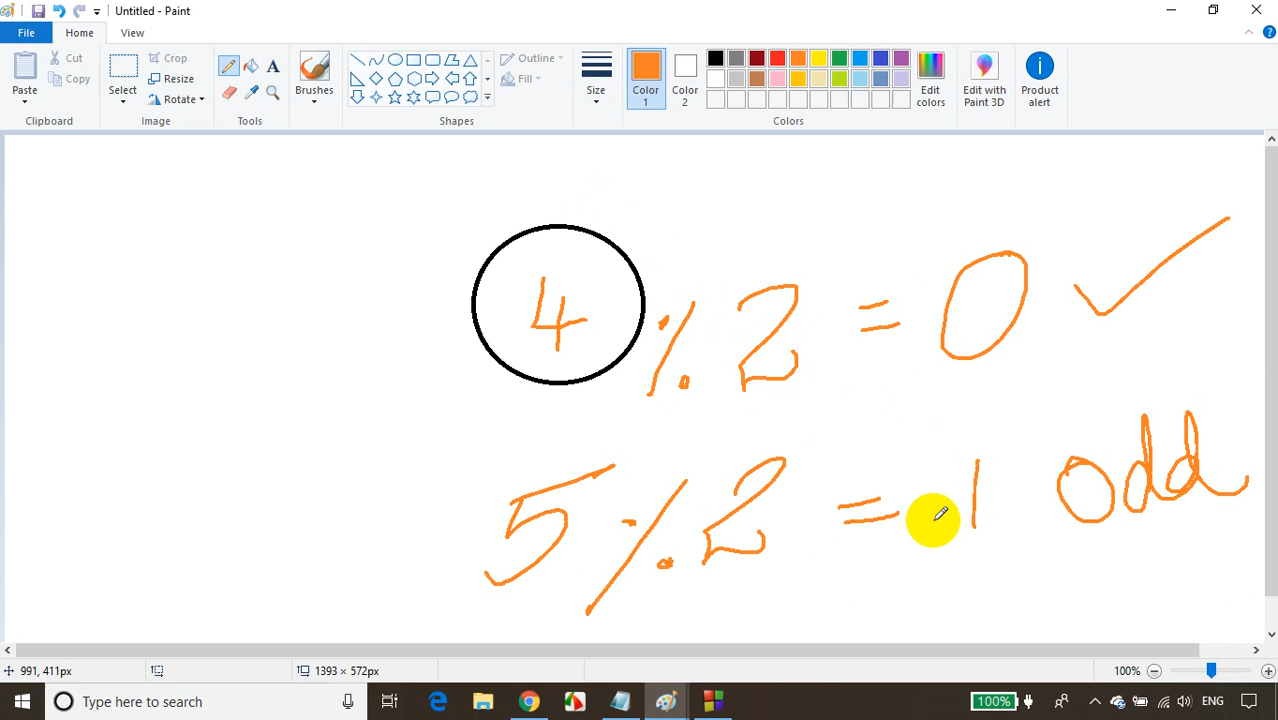 Untitled - Paint
File Home View
Paste
Cut
Copy
Clipboard
Select
Crop
Resize
Rotate
Image
A
Tools
Brushes
Outline
Fill
Shapes
Size
Color 1
Color 2
Edit colors
Colors
Edit with Paint 3D
Product alert
4 % 2 = 0
5 % 2 = 1 odd
991, 411px
1393 × 572px
100%
Type here to search
100%
ENG